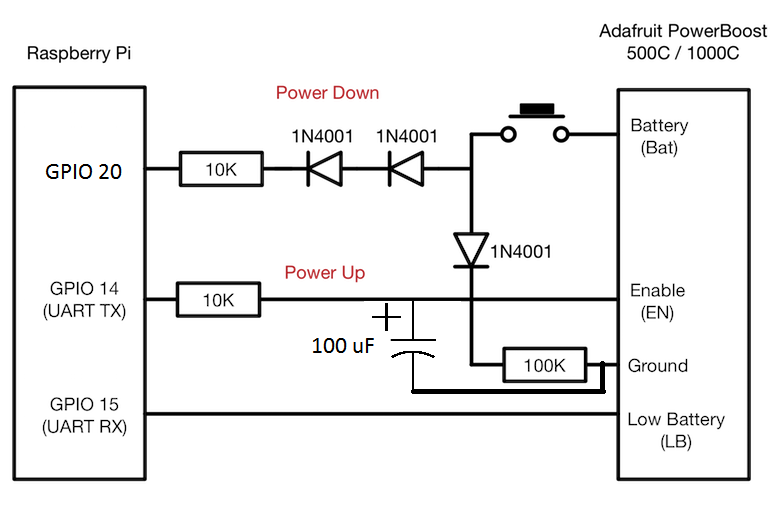 Adafruit PowerBoost
500C / 1000C
Raspberry Pi
Power Down
1N4001
1N4001
Battery
(Bat)
GPIO 20
10K
1N4001
Power Up
GPIO 14
(UART TX)
10K
Enable
(EN)
+
100 uF
100K
Ground
GPIO 15
(UART RX)
Low Battery
(LB)